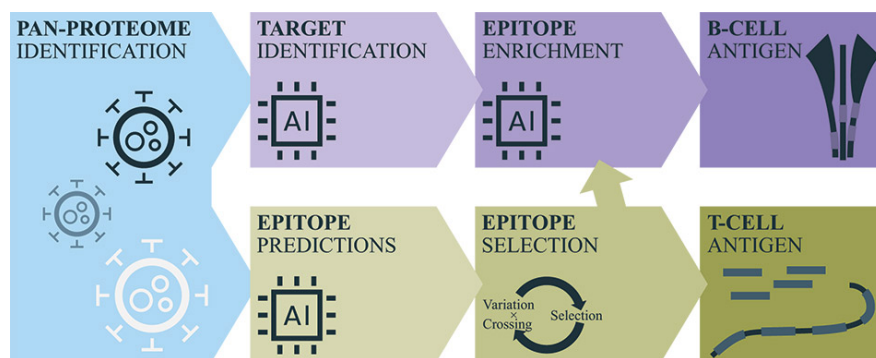 PAN-PROTEOME
IDENTIFICATION
TARGET
IDENTIFICATION
AI
EPITOPE
ENRICHMENT
AI
B-CELL
ANTIGEN
EPITOPE
PREDICTIONS
AI
EPITOPE
SELECTION
Variation
×
Crossing
Selection
T-CELL
ANTIGEN